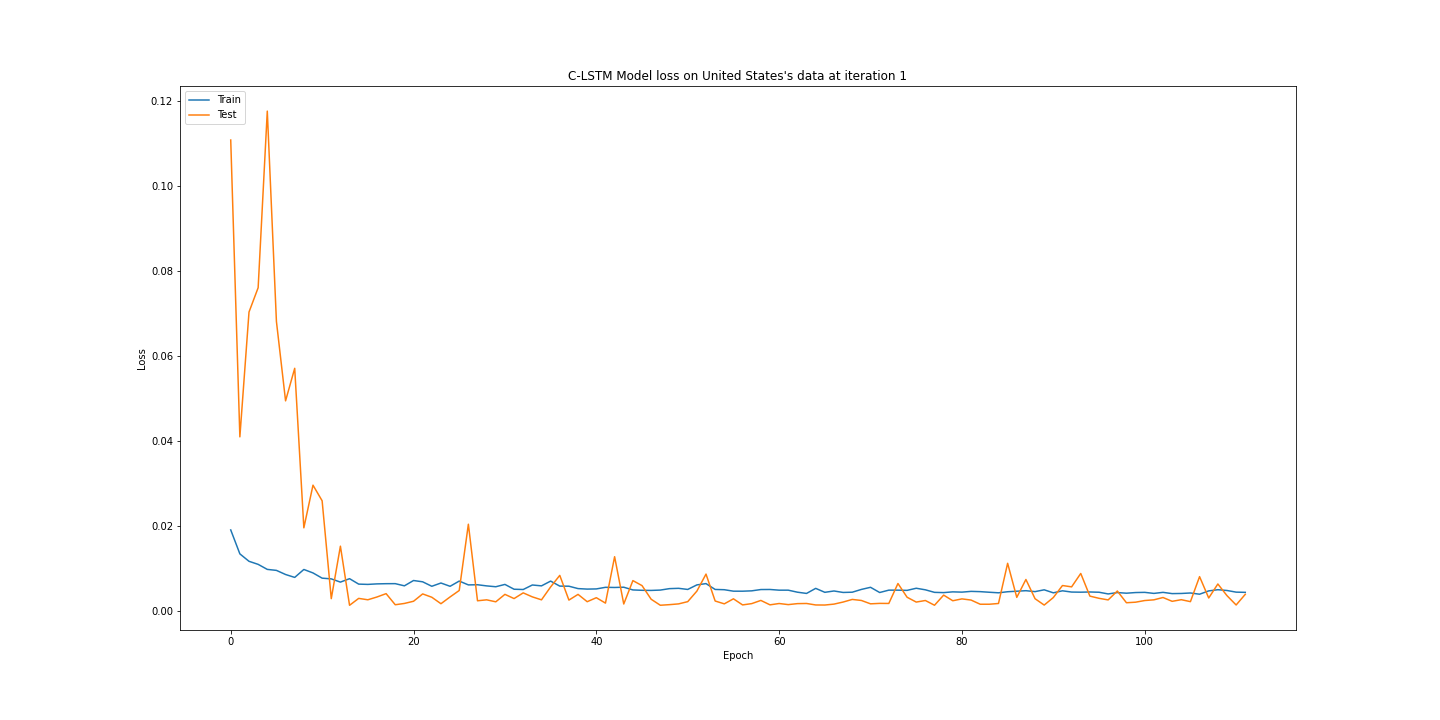 C-LSTM Model loss on United States's data at iteration 1
Train
Test
0.12
0.10
0.08
0.06
0.04
0.02
0.00
Loss
0 20 40 60 80 100
Epoch